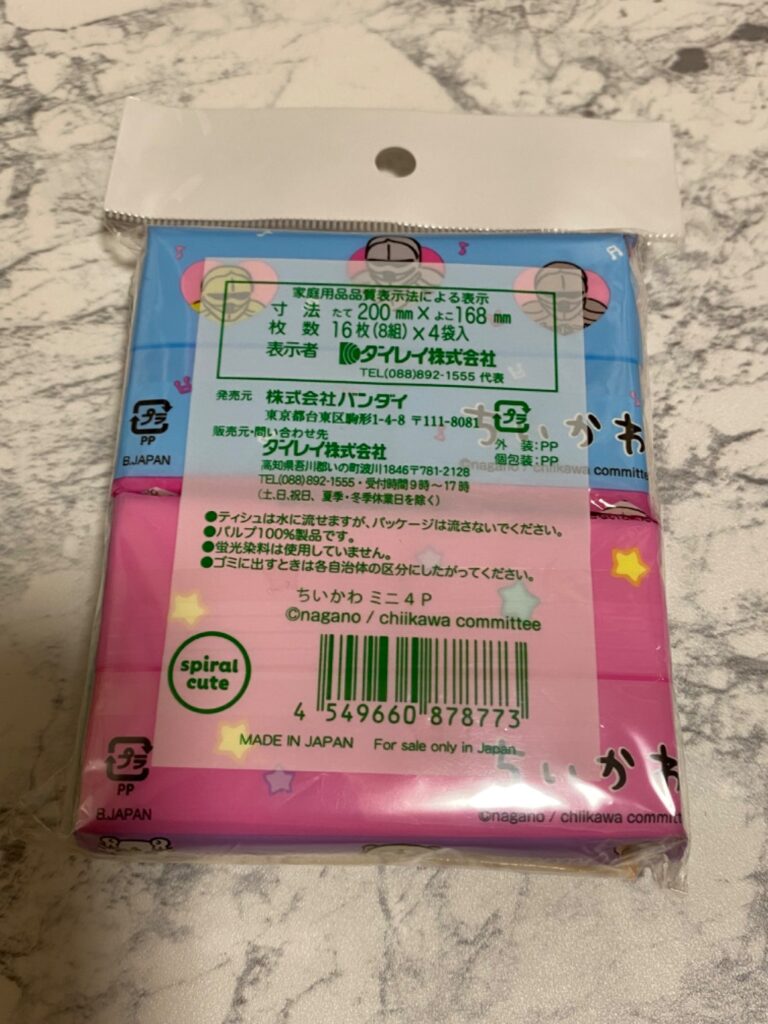 家庭用品品質表示法による表示
寸 法 たて 200 mm × よこ 168 mm
枚 数 16枚(8組) × 4袋入
表示者 ダイレイ株式会社
TEL(088)892-1555 代表
発売元 株式会社バンダイ
東京都台東区駒形1-4-8 〒111-8081
販売元・問い合わせ先
ダイレイ株式会社
高知県吾川郡いの町波川1846〒781-2128
TEL(088)892-1555・受付時間9時～17時
(土、日、祝日、夏季・冬季休業日を除く)
プラ
外 装:PP
個包装:PP
プラ
PP
B.JAPAN
ちいかわ
©nagano / chiikawa committee
●ティシュは水に流せますが、パッケージは流さないでください。
●パルプ100%製品です。
●蛍光染料は使用していません。
●ゴミに出すときは各自治体の区分にしたがってください。
ちいかわ ミニ4P
©nagano / chiikawa committee
spiral
cute
4 549660 878773
MADE IN JAPAN For sale only in Japan
プラ
PP
B.JAPAN
ちいかわ
©nagano / chiikawa committ